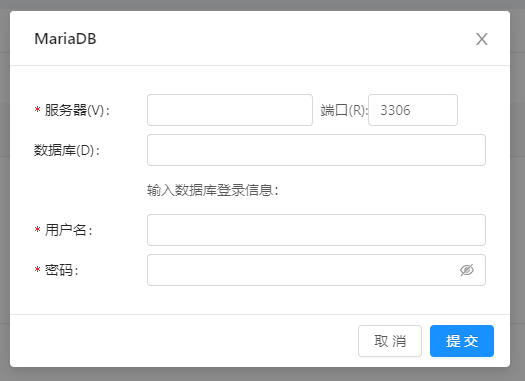 MariaDB
* 服务器(V): 端口(R): 3306
数据库(D):
输入数据库登录信息:
* 用户名:
* 密码:
取 消 提 交